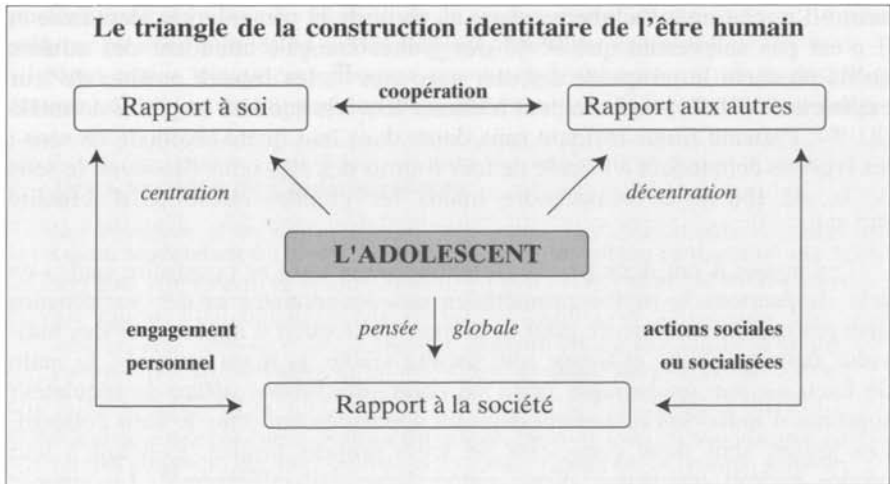 Le triangle de la construction identitaire de l'être humain
Rapport à soi
coopération
Rapport aux autres
centration
décentration
L'ADOLESCENT
engagement
personnel
pensée globale
actions sociales
ou socialisées
Rapport à la société